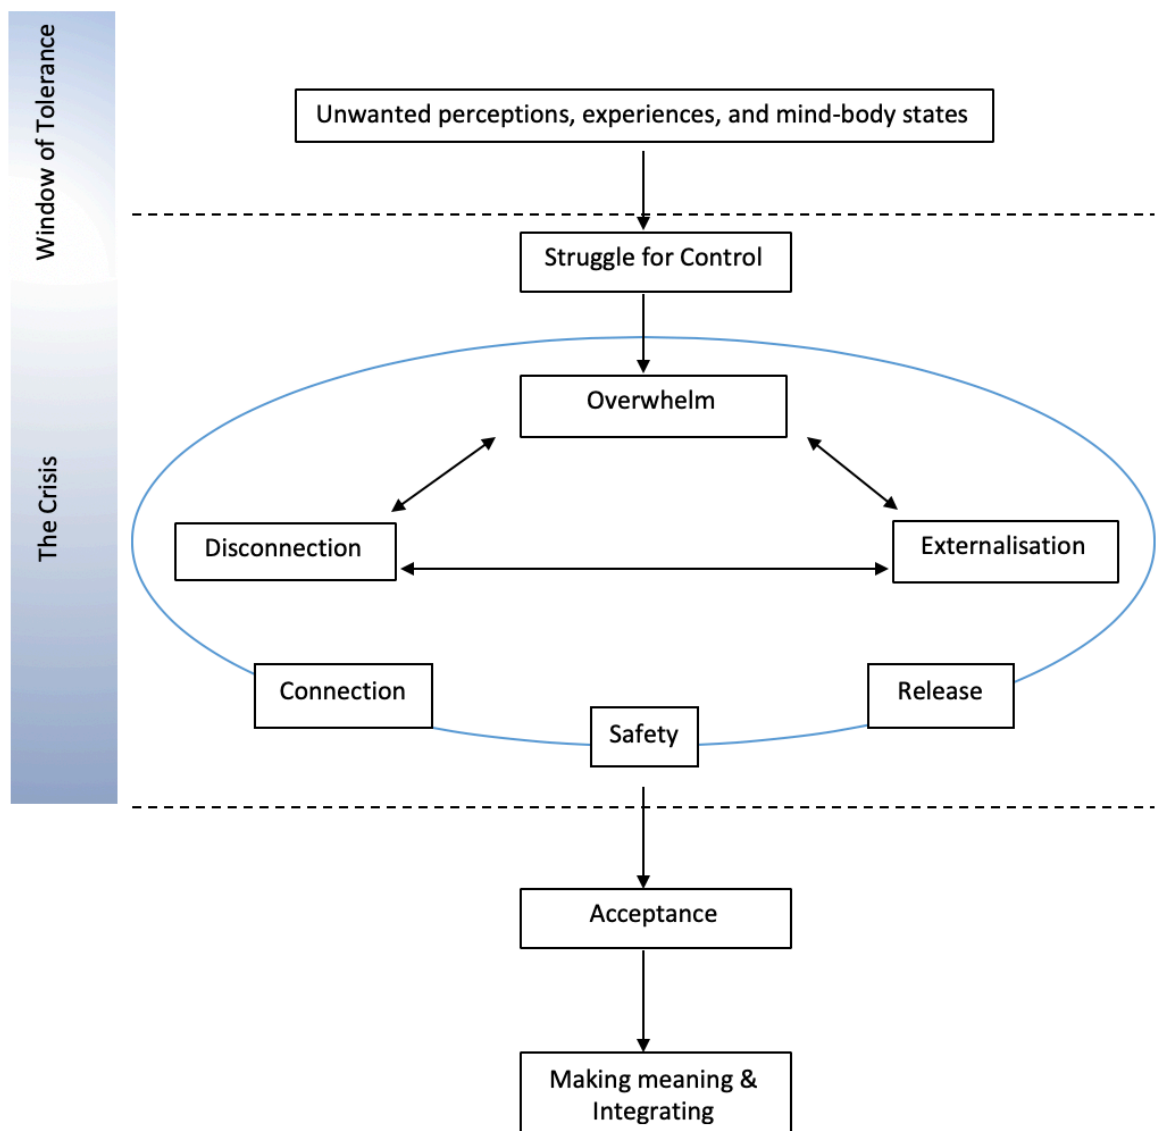 Window of Tolerance
Unwanted perceptions, experiences, and mind-body states
Struggle for Control
The Crisis
Overwhelm
Disconnection
Externalisation
Connection
Release
Safety
Acceptance
Making meaning &
Integrating